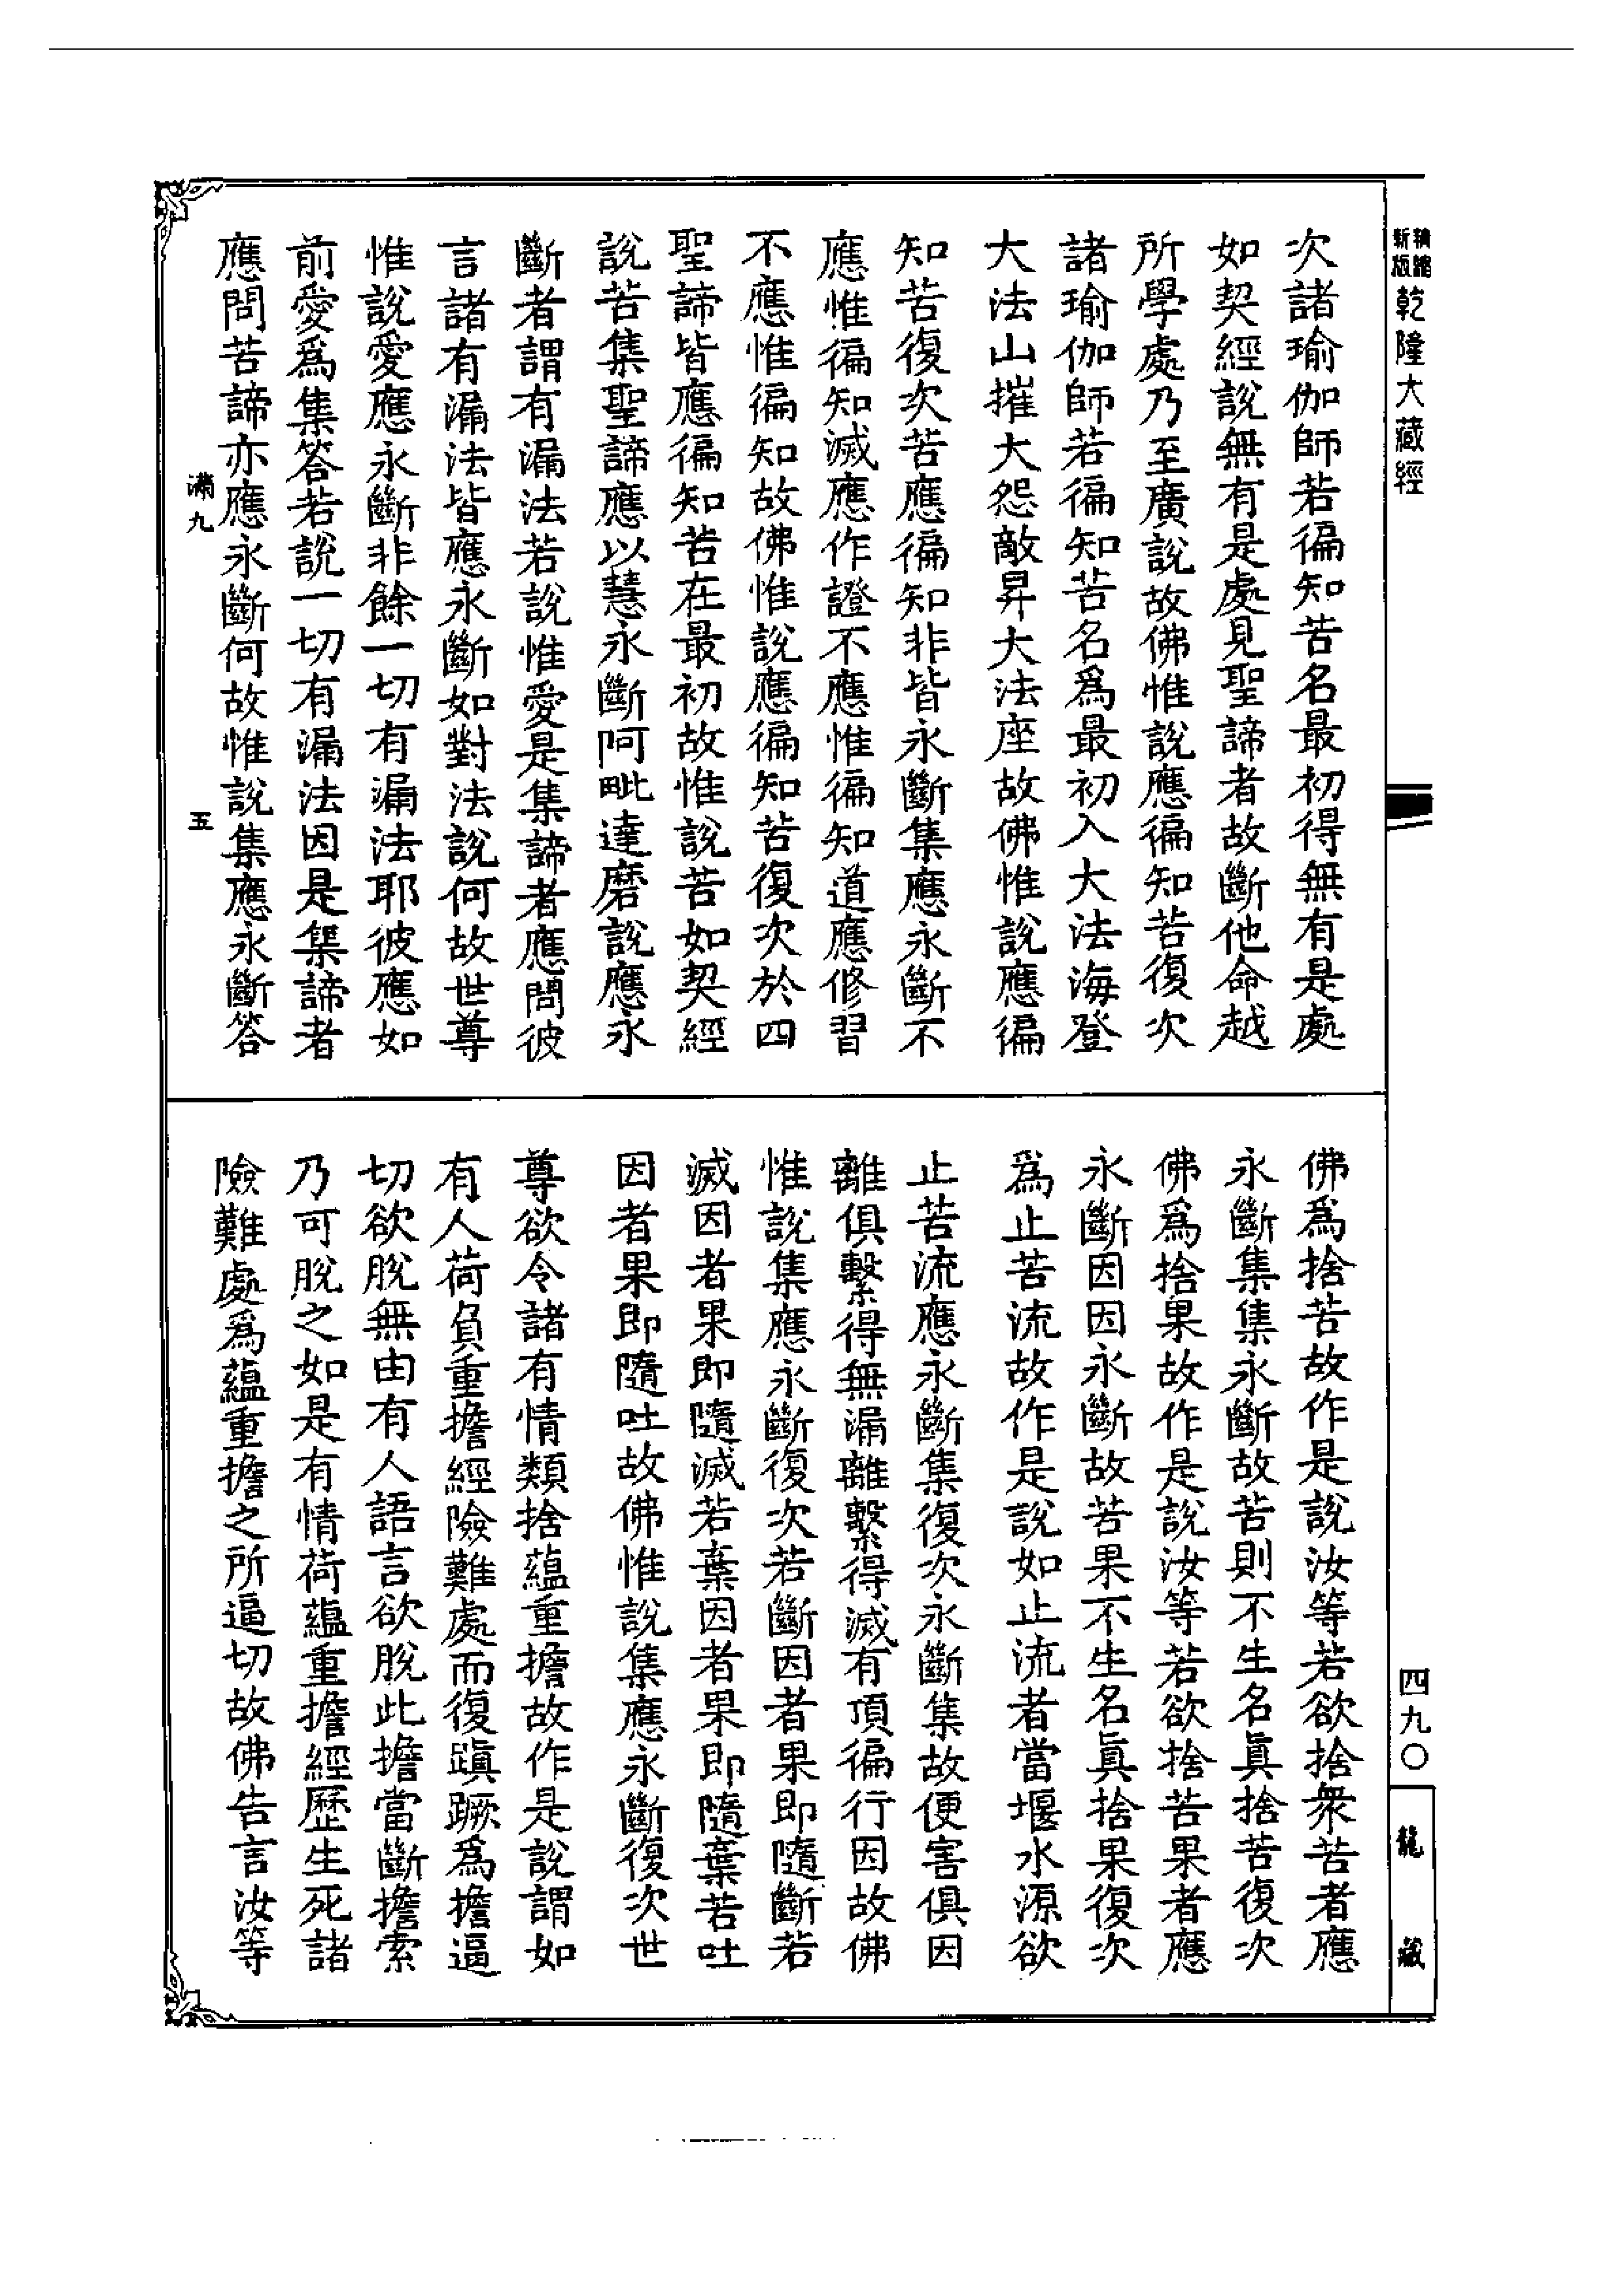 新版精縮乾隆大藏經
次諸瑜伽師若徧知苦名最初得無有是處
如契經說無有是處見聖諦者故斷他命越
所學處乃至廣說故佛惟說應徧知苦復次
諸瑜伽師若徧知苦名爲最初入大法海登
大法山摧大怨敵昇大法座故佛惟說應徧
知苦復次苦應徧知非皆永斷集應永斷不
應惟徧知滅應作證不應惟徧知道應修習
不應惟徧知故佛惟說應徧知苦復次於四
聖諦皆應徧知苦在最初故惟說苦如契經
說苦集聖諦應以慧永斷阿毗達磨說應永
斷者謂有漏法若說惟愛是集諦者應問彼
言諸有漏法皆應永斷如對法說何故世尊
惟說愛應永斷非餘一切有漏法耶彼應如
前愛爲集答若說一切有漏法因是集諦者
應問苦諦亦應永斷何故惟說集應永斷答
滿九
五
佛爲捨苦故作是說汝等若欲捨衆苦者應
永斷集集永斷故苦則不生名眞捨苦復次
佛爲捨果故作是說汝等若欲捨苦果者應
永斷因因永斷故苦果不生名眞捨果復次
爲止苦流故作是說如止流者當堰水源欲
止苦流應永斷集復次永斷集故便害俱因
離俱繫得無漏離繫得滅有頂徧行因故佛
惟說集應永斷復次若斷因者果即隨斷若
滅因者果即隨滅若棄因者果即隨棄若吐
因者果即隨吐故佛惟說集應永斷復次世
尊欲令諸有情類捨蘊重擔故作是說謂如
有人荷負重擔經險難處而復蹎蹶爲擔逼
切欲脫無由有人語言欲脫此擔當斷擔索
乃可脫之如是有情荷蘊重擔經歷生死諸
險難處爲蘊重擔之所逼切故佛告言汝等
四九〇
龍藏